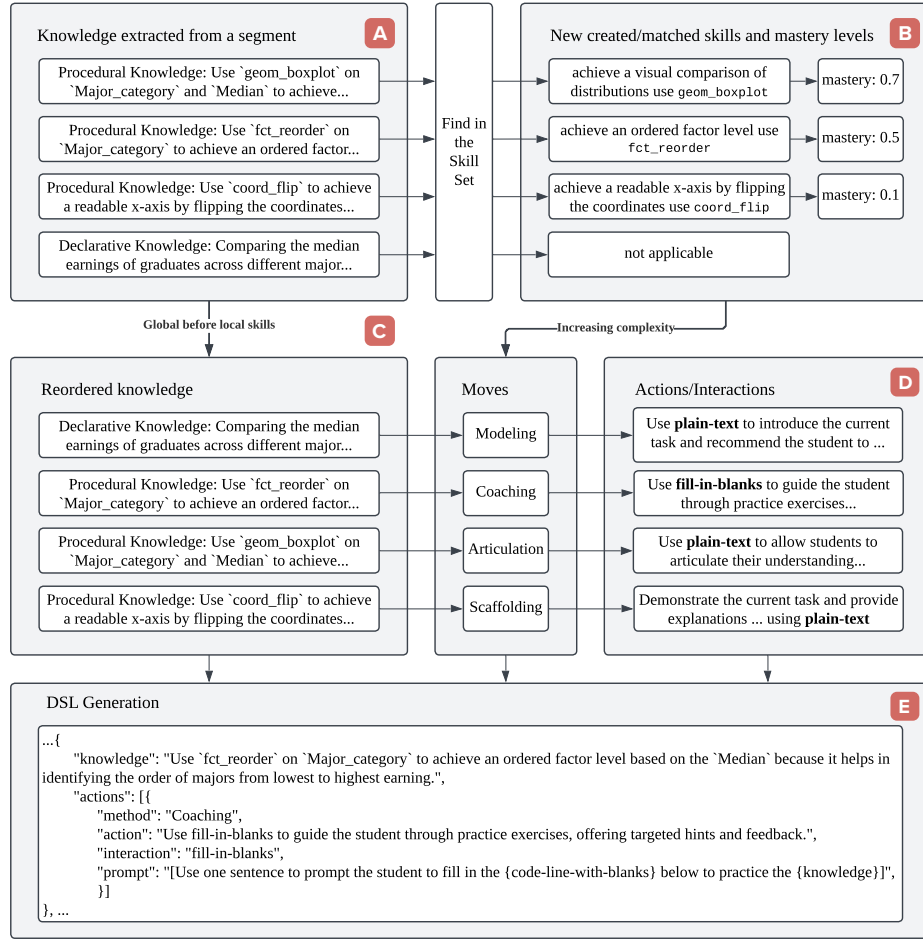 Knowledge extracted from a segment
A
Procedural Knowledge: Use `geom_boxplot` on
`Major_category` and `Median` to achieve...
Procedural Knowledge: Use `fct_reorder` on
`Major_category` to achieve an ordered factor...
Procedural Knowledge: Use `coord_flip` to achieve
a readable x-axis by flipping the coordinates...
Declarative Knowledge: Comparing the median
earnings of graduates across different major...
Find in
the
Skill
Set
New created/matched skills and mastery levels
B
achieve a visual comparison of
distributions use geom_boxplot
mastery: 0.7
achieve an ordered factor level use
fct_reorder
mastery: 0.5
achieve a readable x-axis by flipping
the coordinates use coord_flip
mastery: 0.1
not applicable
Global before local skills
C
Increasing complexity
Reordered knowledge
Declarative Knowledge: Comparing the median
earnings of graduates across different major...
Procedural Knowledge: Use `fct_reorder` on
`Major_category` to achieve an ordered factor...
Procedural Knowledge: Use `geom_boxplot` on
`Major_category` and `Median` to achieve...
Procedural Knowledge: Use `coord_flip` to achieve
a readable x-axis by flipping the coordinates...
Moves
Modeling
Coaching
Articulation
Scaffolding
Actions/Interactions
D
Use plain-text to introduce the current
task and recommend the student to ...
Use fill-in-blanks to guide the student
through practice exercises...
Use plain-text to allow students to
articulate their understanding...
Demonstrate the current task and provide
explanations ... using plain-text
DSL Generation
E
...{
"knowledge": "Use `fct_reorder` on `Major_category` to achieve an ordered factor level based on the `Median` because it helps in
identifying the order of majors from lowest to highest earning.",
"actions": [{
"method": "Coaching",
"action": "Use fill-in-blanks to guide the student through practice exercises, offering targeted hints and feedback.",
"interaction": "fill-in-blanks",
"prompt": "[Use one sentence to prompt the student to fill in the {code-line-with-blanks} below to practice the {knowledge}]",
}]
}, ...